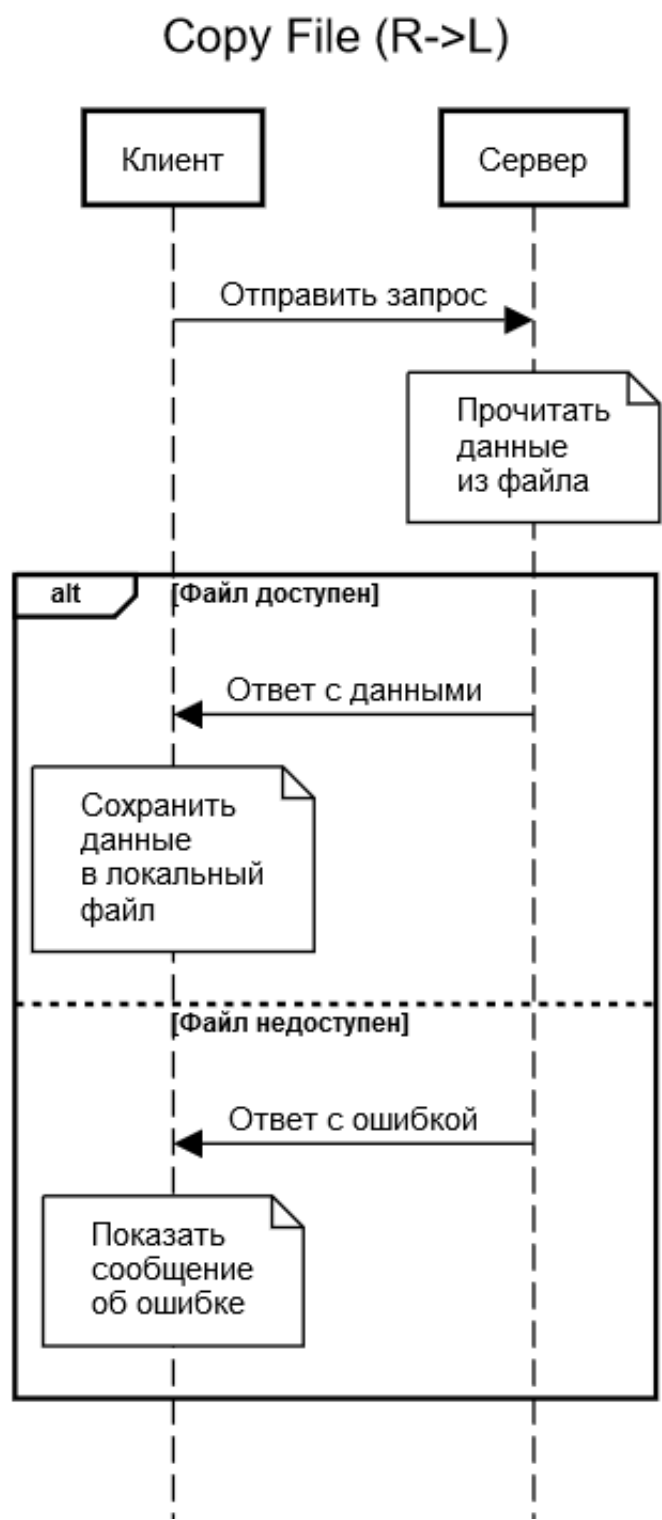 Copy File (R->L)
Клиент
Сервер
Отправить запрос
Прочитать
данные
из файла
alt
[Файл доступен]
Ответ с данными
Сохранить
данные
в локальный
файл
[Файл недоступен]
Ответ с ошибкой
Показать
сообщение
об ошибке